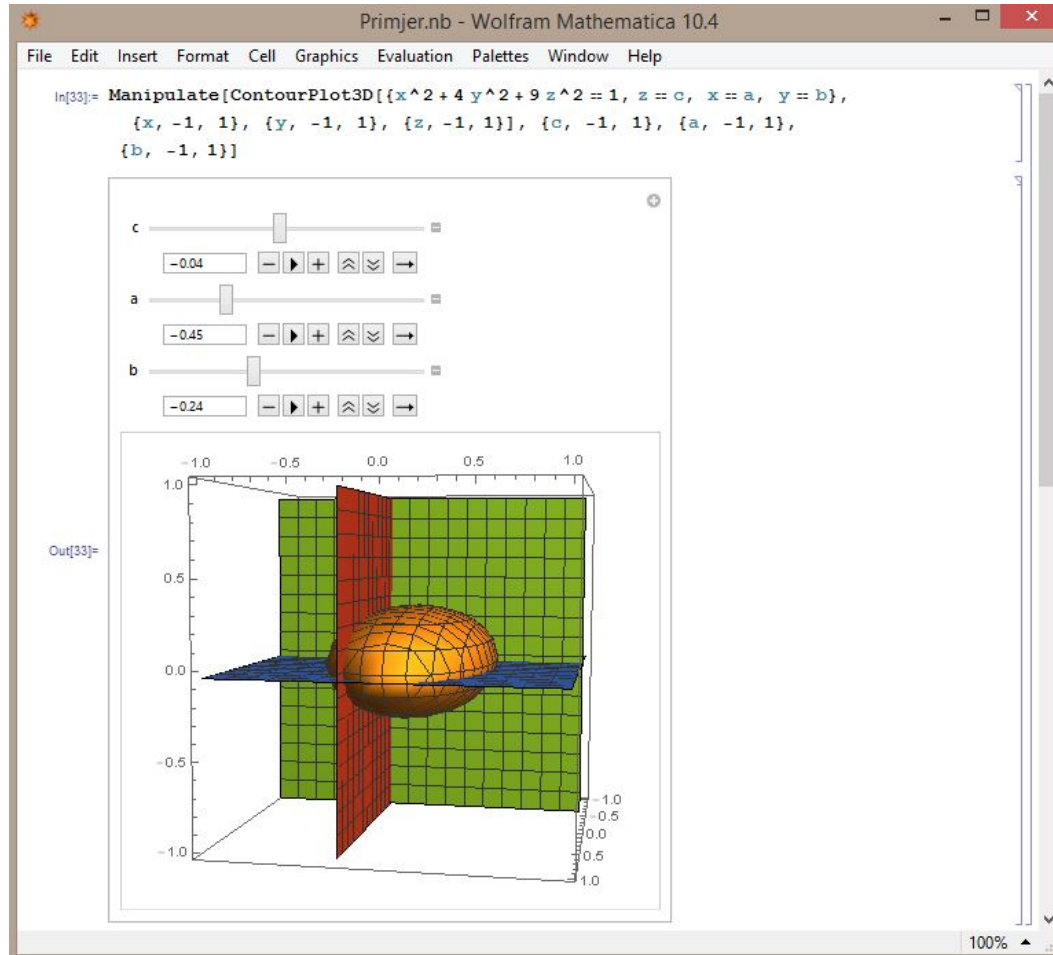 Primjer.nb - Wolfram Mathematica 10.4
File Edit Insert Format Cell Graphics Evaluation Palettes Window Help
In[33]:= Manipulate[ContourPlot3D[{x^2 + 4 y^2 + 9 z^2 == 1, z == c, x == a, y == b},
{x, -1, 1}, {y, -1, 1}, {z, -1, 1}], {c, -1, 1}, {a, -1, 1},
{b, -1, 1}]
c
-0.04
a
-0.45
b
-0.24
Out[33]=
-1.0 -0.5 0.0 0.5 1.0
1.0
0.5
0.0
-0.5
-1.0
-1.0
-0.5
0.0
0.5
1.0
100%